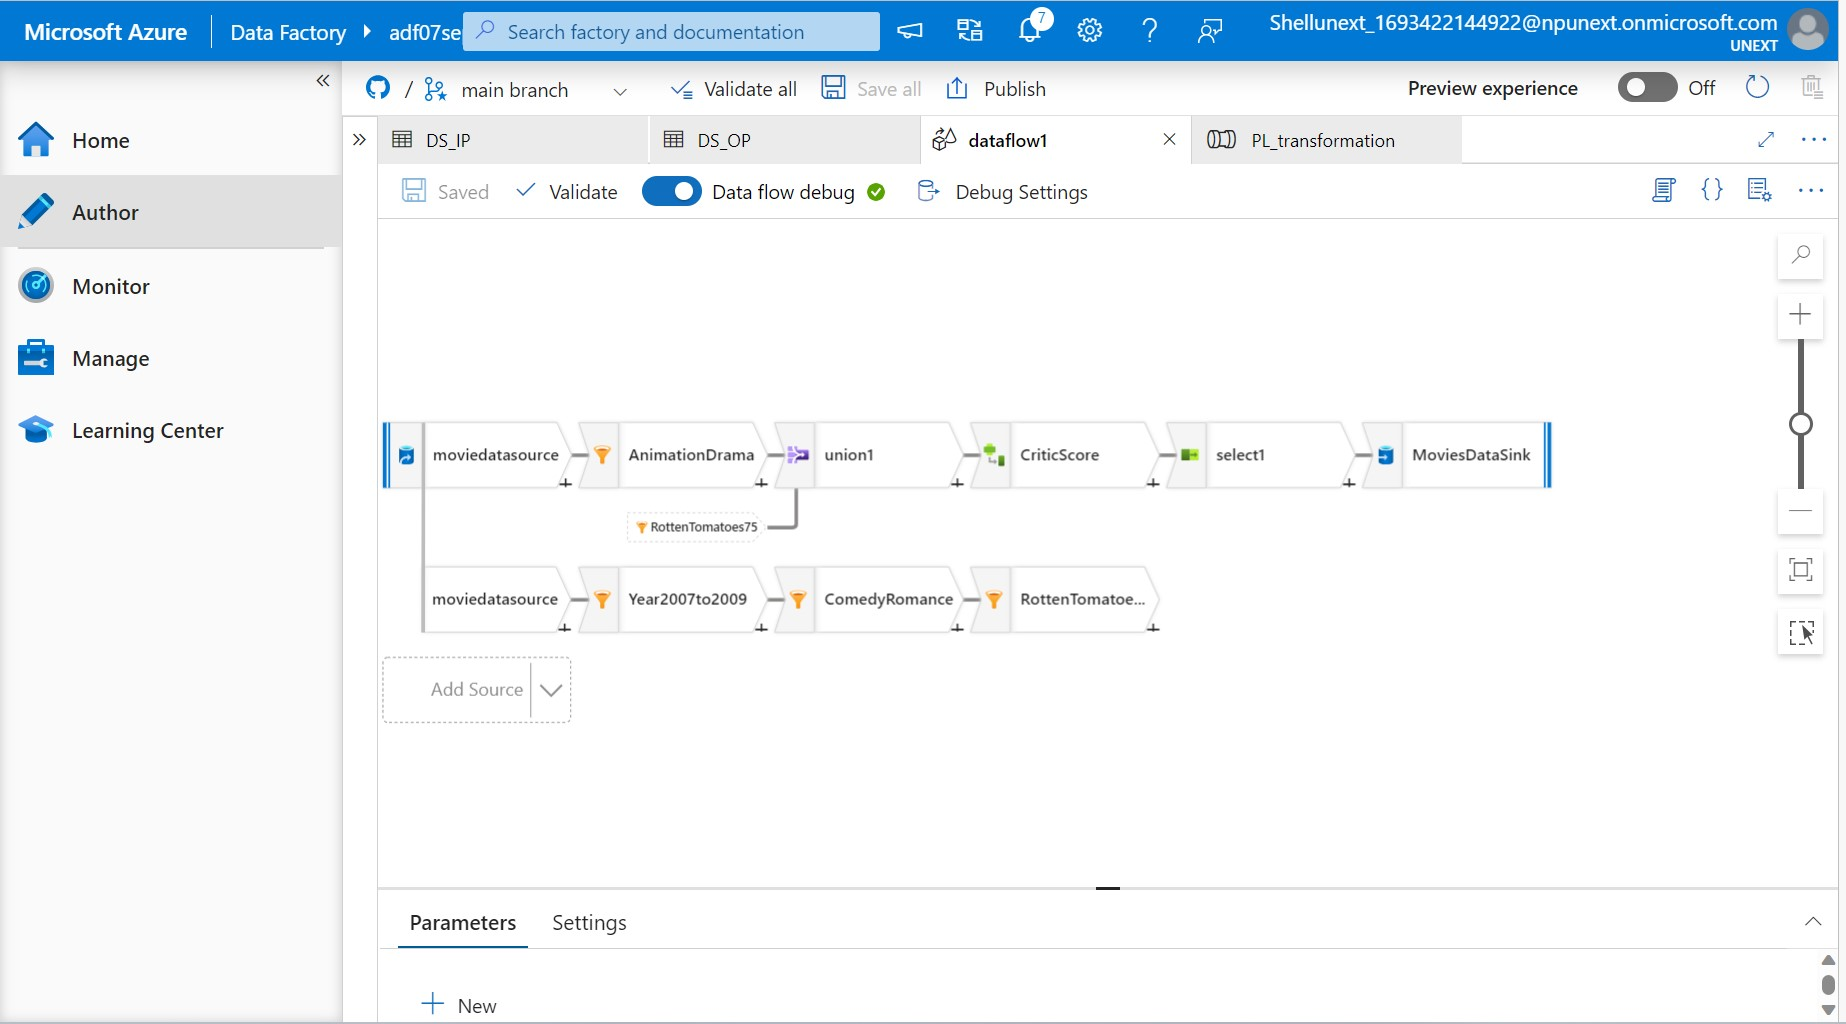 Microsoft Azure
Data Factory
adf07se
Search factory and documentation
7
Shellunext_1693422144922@npunext.onmicrosoft.com
UNEXT
Home
Author
Monitor
Manage
Learning Center
/ main branch
Validate all
Save all
Publish
Preview experience
Off
DS_IP
DS_OP
dataflow1
PL_transformation
Saved
Validate
Data flow debug
Debug Settings
moviedatasource
AnimationDrama
union1
CriticScore
select1
MoviesDataSink
RottenTomatoes75
moviedatasource
Year2007to2009
ComedyRomance
RottenTomatoe...
Add Source
Parameters
Settings
New